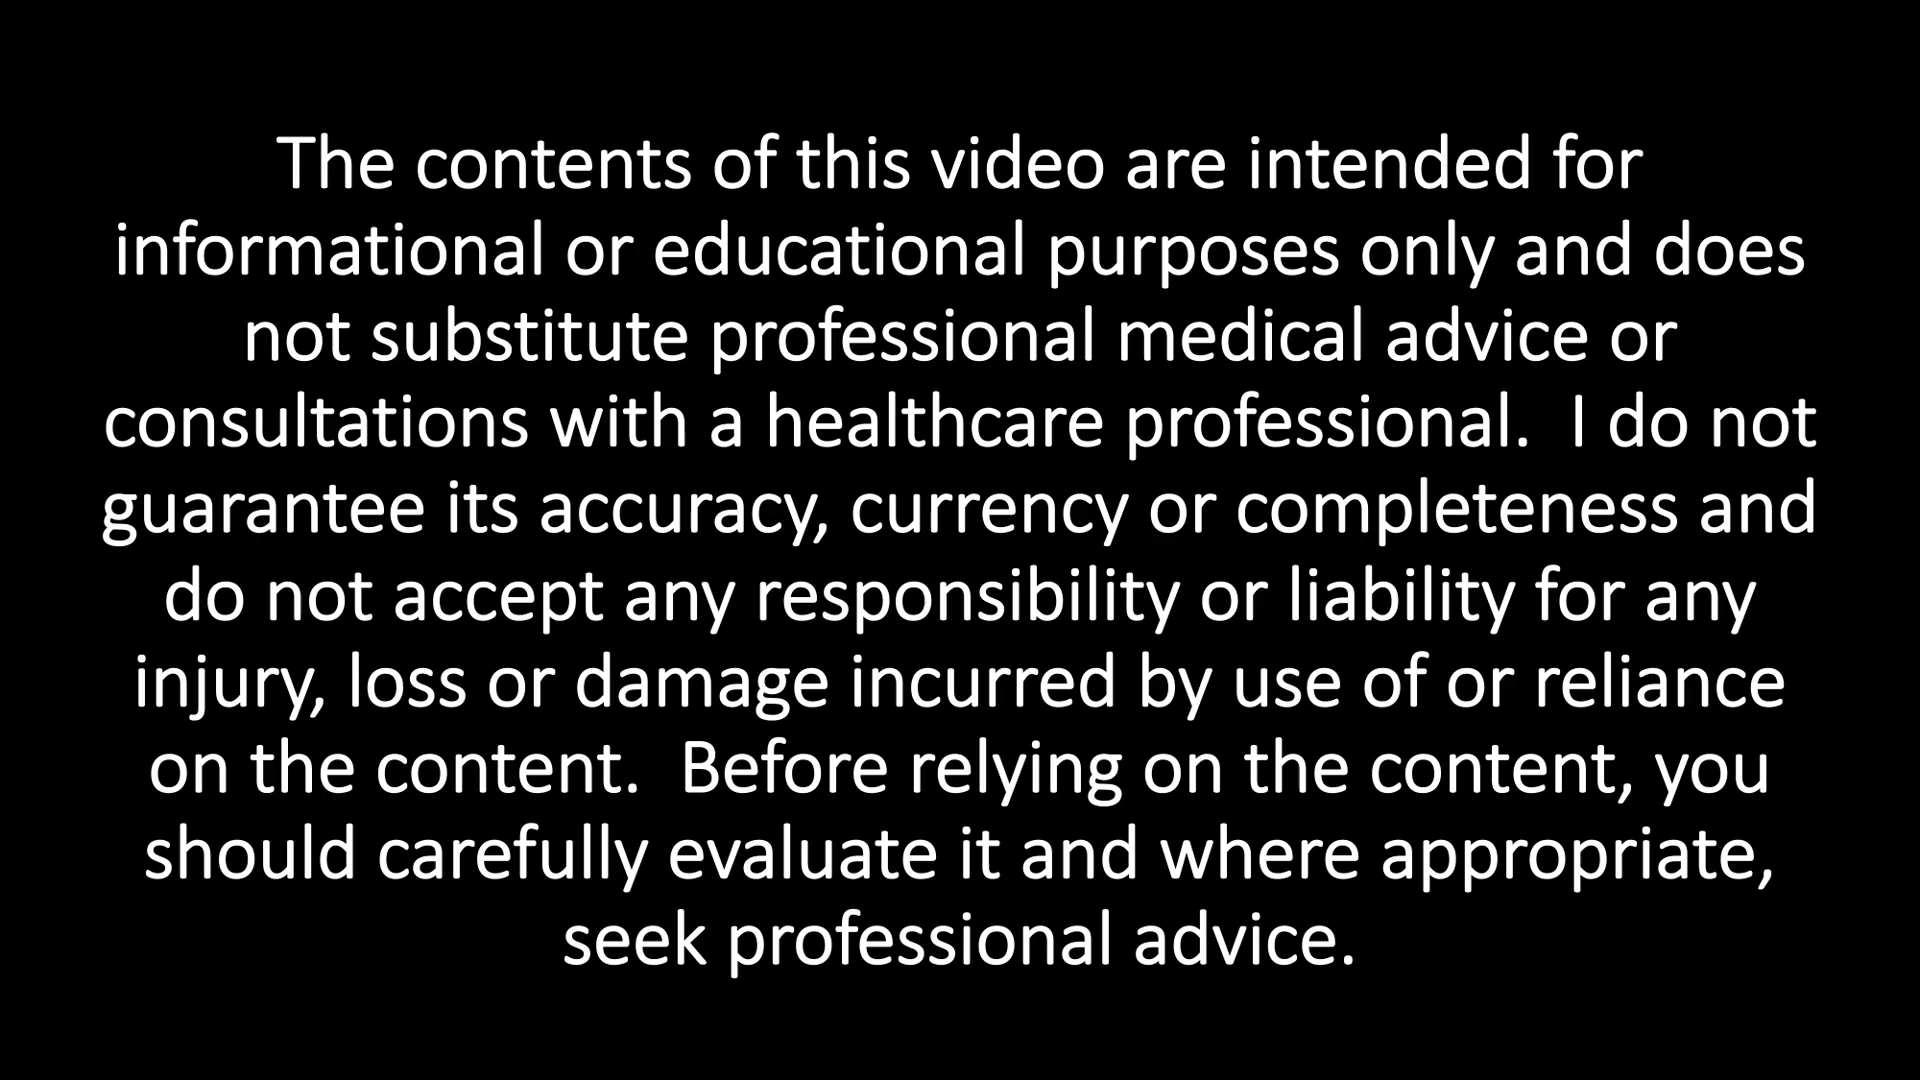 The contents of this video are intended for
informational or educational purposes only and does
not substitute professional medical advice or
consultations with a healthcare professional.  I do not
guarantee its accuracy, currency or completeness and
do not accept any responsibility or liability for any
injury, loss or damage incurred by use of or reliance
on the content.  Before relying on the content, you
should carefully evaluate it and where appropriate,
seek professional advice.